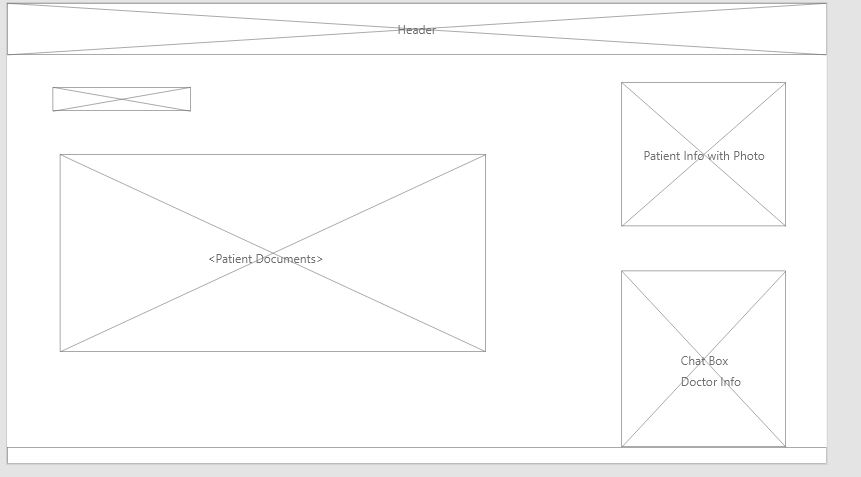 Header
Patient Info with Photo
<Patient Documents>
Chat Box
Doctor Info